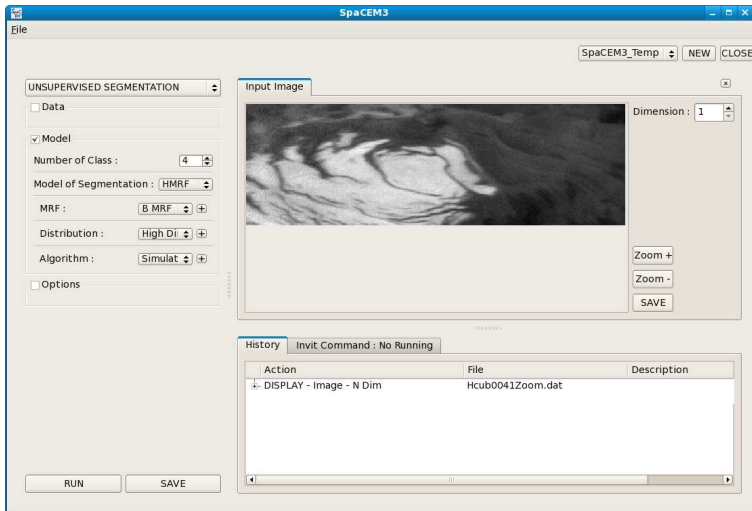 SpaCEM3
File
SpaCEM3_Temp NEW CLOSE
UNSUPERVISED SEGMENTATION
Data
Model
Number of Class : 4
Model of Segmentation : HMRF
MRF : B MRF
Distribution : High Di
Algorithm : Simulat
Options
RUN SAVE
Input Image
Dimension : 1
Zoom +
Zoom -
SAVE
History Invit Command : No Running
Action File Description
DISPLAY - Image - N Dim Hcub0041Zoom.dat